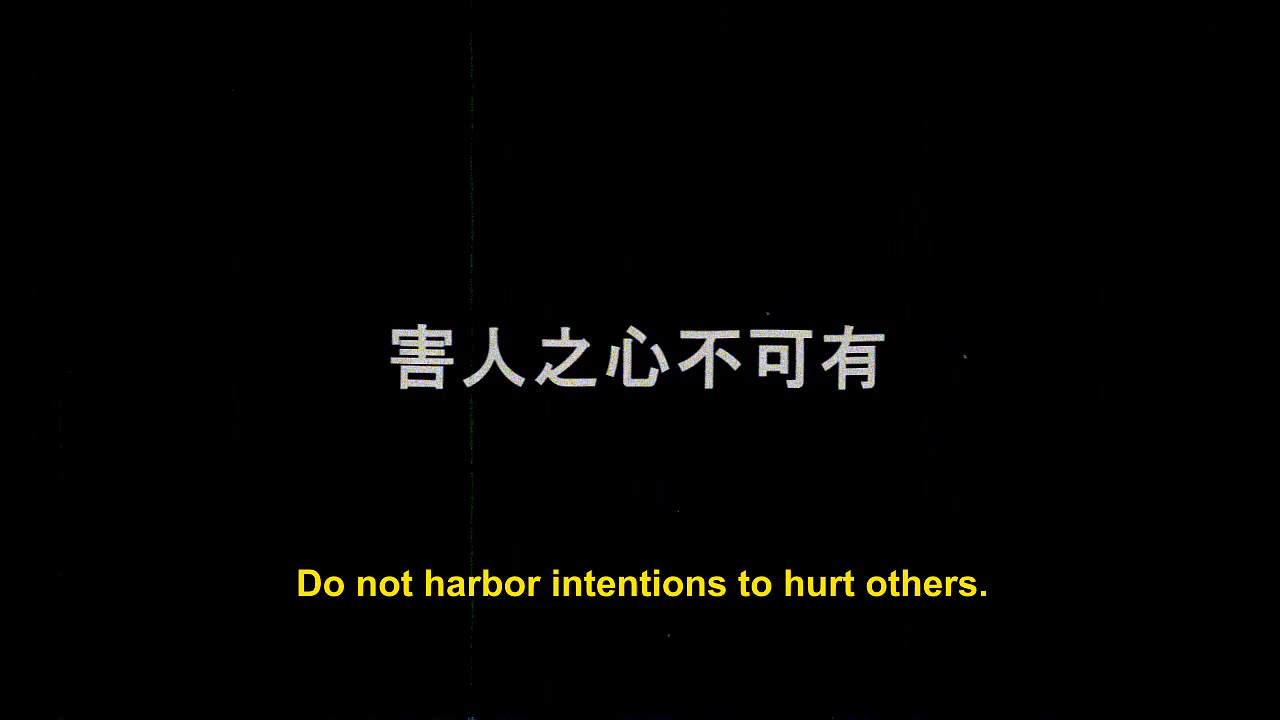 害人之心不可有
Do not harbor intentions to hurt others.